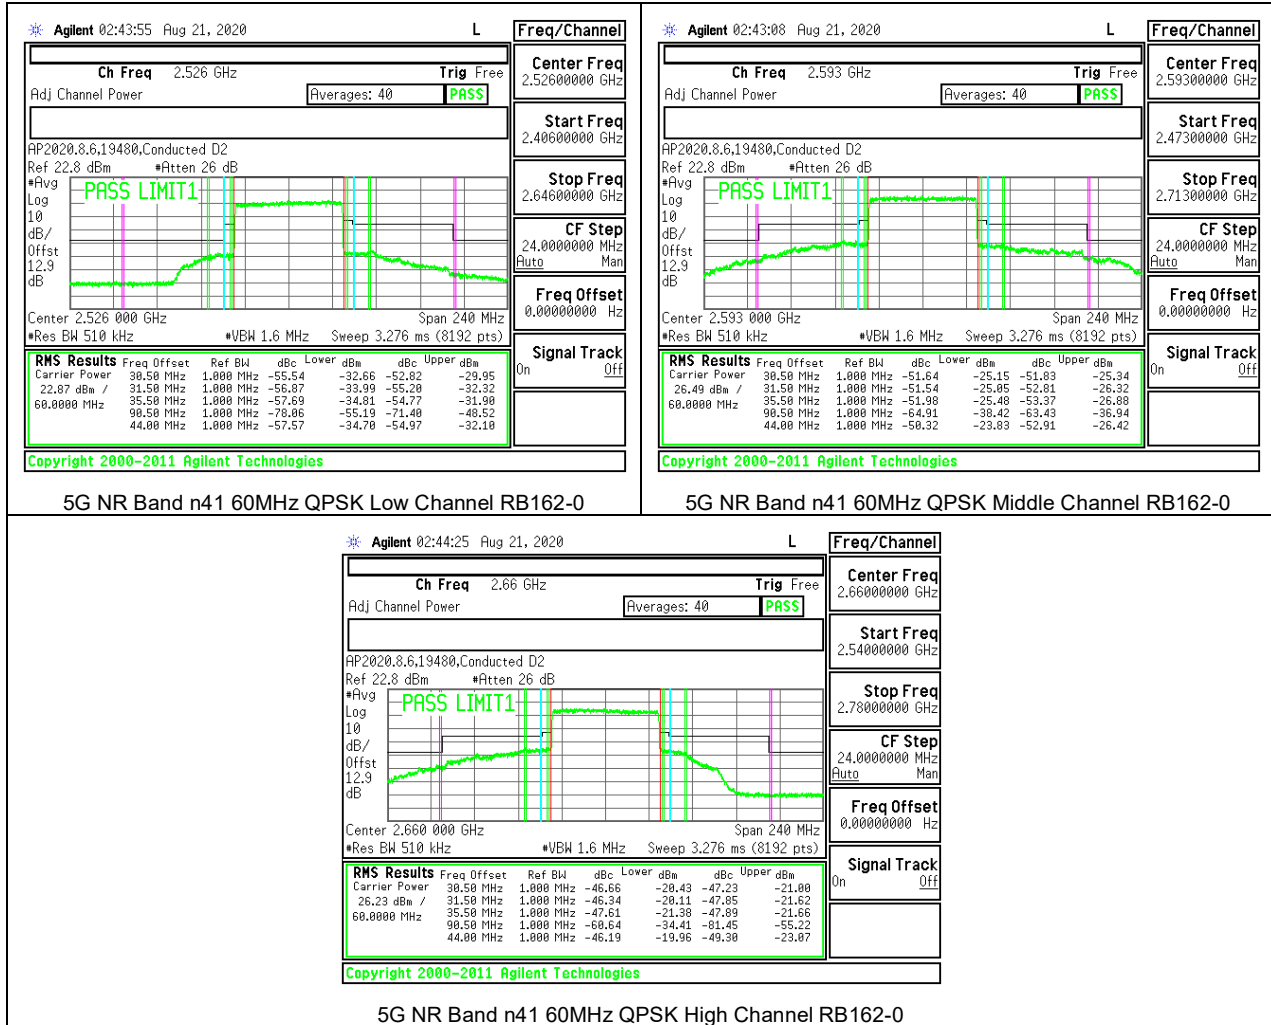 Agilent 02:43:55 Aug 21, 2020 L Freq/Channel
Ch Freq 2.526 GHz Trig Free
Adj Channel Power Averages: 40 PASS
Center Freq
2.52600000 GHz
Start Freq
2.40600000 GHz
Stop Freq
2.64600000 GHz
CF Step
24.0000000 MHz
Auto Man
Freq Offset
0.00000000 Hz
Signal Track
On Off
AP2020.8.6,19480,Conducted D2
Ref 22.8 dBm #Atten 26 dB
#Avg
Log
10
dB/
Offst
12.9
dB
PASS LIMIT1
Center 2.526 000 GHz Span 240 MHz
#Res BW 510 kHz #VBW 1.6 MHz Sweep 3.276 ms (8192 pts)
RMS Results Freq Offset Ref BW dBc Lower dBm dBc Upper dBm
Carrier Power 30.50 MHz 1.000 MHz -55.54 -32.66 -52.82 -29.95
22.87 dBm / 31.50 MHz 1.000 MHz -56.87 -33.99 -55.20 -32.32
60.0000 MHz 35.50 MHz 1.000 MHz -57.69 -34.81 -54.77 -31.90
90.50 MHz 1.000 MHz -78.06 -55.19 -71.40 -48.52
44.00 MHz 1.000 MHz -57.57 -34.70 -54.97 -32.10
Copyright 2000-2011 Agilent Technologies
5G NR Band n41 60MHz QPSK Low Channel RB162-0
Agilent 02:43:08 Aug 21, 2020 L Freq/Channel
Ch Freq 2.593 GHz Trig Free
Adj Channel Power Averages: 40 PASS
Center Freq
2.59300000 GHz
Start Freq
2.47300000 GHz
Stop Freq
2.71300000 GHz
CF Step
24.0000000 MHz
Auto Man
Freq Offset
0.00000000 Hz
Signal Track
On Off
AP2020.8.6,19480,Conducted D2
Ref 22.8 dBm #Atten 26 dB
#Avg
Log
10
dB/
Offst
12.9
dB
PASS LIMIT1
Center 2.593 000 GHz Span 240 MHz
#Res BW 510 kHz #VBW 1.6 MHz Sweep 3.276 ms (8192 pts)
RMS Results Freq Offset Ref BW dBc Lower dBm dBc Upper dBm
Carrier Power 30.50 MHz 1.000 MHz -51.64 -25.15 -51.83 -25.34
26.49 dBm / 31.50 MHz 1.000 MHz -51.54 -25.05 -52.81 -26.32
60.0000 MHz 35.50 MHz 1.000 MHz -51.98 -25.48 -53.37 -26.88
90.50 MHz 1.000 MHz -64.91 -38.42 -63.43 -36.94
44.00 MHz 1.000 MHz -50.32 -23.83 -52.91 -26.42
Copyright 2000-2011 Agilent Technologies
5G NR Band n41 60MHz QPSK Middle Channel RB162-0
Agilent 02:44:25 Aug 21, 2020 L Freq/Channel
Ch Freq 2.66 GHz Trig Free
Adj Channel Power Averages: 40 PASS
Center Freq
2.66000000 GHz
Start Freq
2.54000000 GHz
Stop Freq
2.78000000 GHz
CF Step
24.0000000 MHz
Auto Man
Freq Offset
0.00000000 Hz
Signal Track
On Off
AP2020.8.6,19480,Conducted D2
Ref 22.8 dBm #Atten 26 dB
#Avg
Log
10
dB/
Offst
12.9
dB
PASS LIMIT1
Center 2.660 000 GHz Span 240 MHz
#Res BW 510 kHz #VBW 1.6 MHz Sweep 3.276 ms (8192 pts)
RMS Results Freq Offset Ref BW dBc Lower dBm dBc Upper dBm
Carrier Power 30.50 MHz 1.000 MHz -46.66 -20.43 -47.23 -21.00
26.23 dBm / 31.50 MHz 1.000 MHz -46.34 -20.11 -47.85 -21.62
60.0000 MHz 35.50 MHz 1.000 MHz -47.61 -21.38 -47.89 -21.66
90.50 MHz 1.000 MHz -60.64 -34.41 -81.45 -55.22
44.00 MHz 1.000 MHz -46.19 -19.96 -49.30 -23.07
Copyright 2000-2011 Agilent Technologies
5G NR Band n41 60MHz QPSK High Channel RB162-0